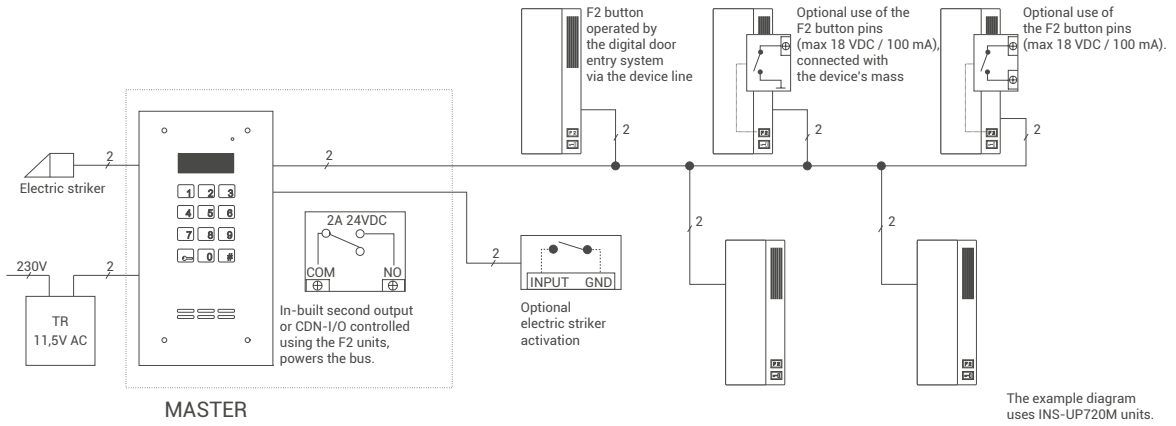 F2 button
operated by
the digital door
entry system
via the device line
Optional use of the
F2 button pins
(max 18 VDC / 100 mA),
connected with
the device's mass
Optional use of
the F2 button pins
(max 18 VDC / 100 mA).
F2
F2
F2
2
2
2
2
Electric striker
2
1 2 3
4 5 6
7 8 9
0 #
2A 24VDC
COM NO
In-built second output
or CDN-I/O controlled
using the F2 units,
powers the bus.
2
INPUT GND
Optional
electric striker
activation
2
2
F2
F2
230V
2
TR
11,5V AC
MASTER
The example diagram
uses INS-UP720M units.